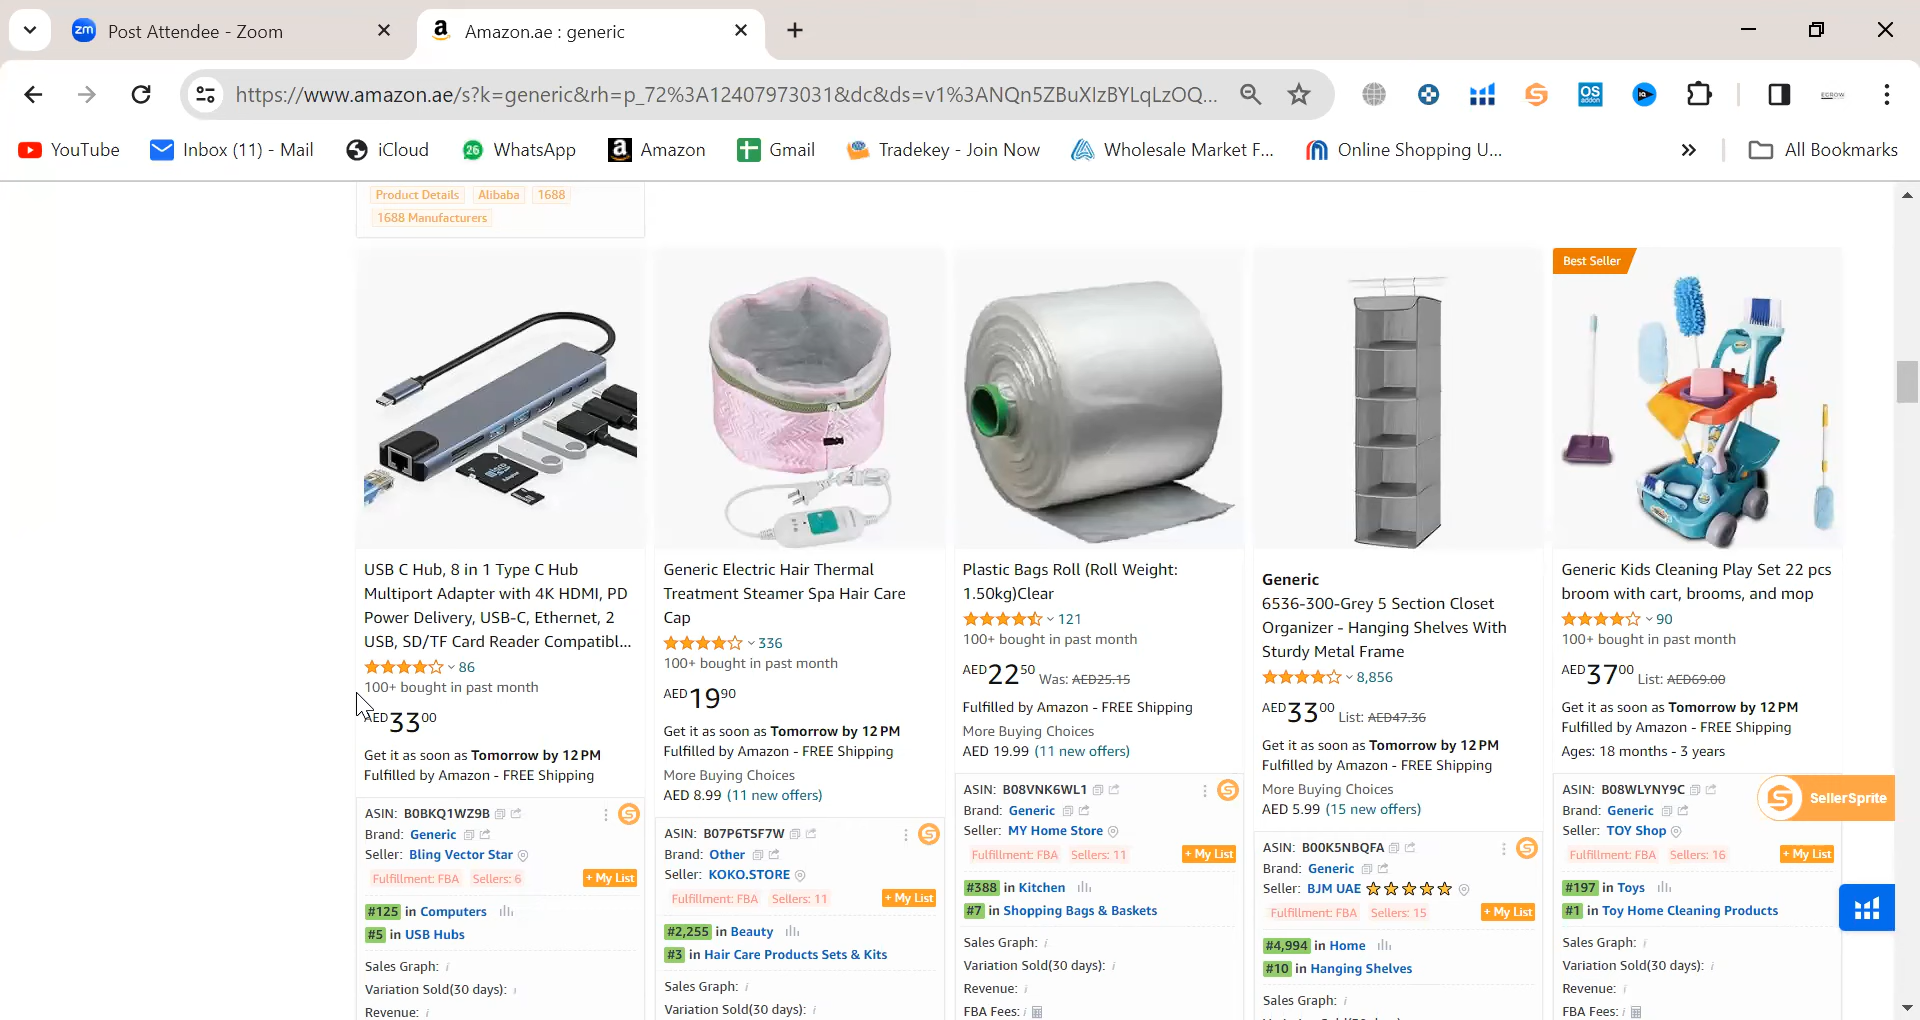 Post Attendee - Zoom
Amazon.ae : generic
https://www.amazon.ae/s?k=generic&rh=p_72%3A12407973031&dc&ds=v1%3ANQn5ZBuXIzBYLqLzOQ...
YouTube
Inbox (11) - Mail
iCloud
26 WhatsApp
Amazon
Gmail
Tradekey - Join Now
Wholesale Market F...
Online Shopping U...
All Bookmarks
Product Details Alibaba 1688
1688 Manufacturers
USB C Hub, 8 in 1 Type C Hub
Multiport Adapter with 4K HDMI, PD
Power Delivery, USB-C, Ethernet, 2
USB, SD/TF Card Reader Compatibl...
86
100+ bought in past month
AED 33 00
Get it as soon as Tomorrow by 12 PM
Fulfilled by Amazon - FREE Shipping
ASIN: B0BKQ1WZ9B
Brand: Generic
Seller: Bling Vector Star
Fulfillment: FBA Sellers: 6
+ My List
#125 in Computers
#5 in USB Hubs
Sales Graph:
Variation Sold(30 days):
Revenue:
Generic Electric Hair Thermal
Treatment Steamer Spa Hair Care
Cap
336
100+ bought in past month
AED 19 90
Get it as soon as Tomorrow by 12 PM
Fulfilled by Amazon - FREE Shipping
More Buying Choices
AED 8.99 (11 new offers)
ASIN: B07P6TSF7W
Brand: Other
Seller: KOKO.STORE
Fulfillment: FBA Sellers: 11
+ My List
#2,255 in Beauty
#3 in Hair Care Products Sets & Kits
Sales Graph:
Variation Sold(30 days):
Plastic Bags Roll (Roll Weight:
1.50kg)Clear
121
100+ bought in past month
AED 22 50 Was: AED25.15
Fulfilled by Amazon - FREE Shipping
More Buying Choices
AED 19.99 (11 new offers)
ASIN: B08VNK6WL1
Brand: Generic
Seller: MY Home Store
Fulfillment: FBA Sellers: 11
+ My List
#388 in Kitchen
#7 in Shopping Bags & Baskets
Sales Graph:
Variation Sold(30 days):
Revenue:
FBA Fees:
Generic
6536-300-Grey 5 Section Closet
Organizer - Hanging Shelves With
Sturdy Metal Frame
8,856
AED 33 00 List: AED47.36
Get it as soon as Tomorrow by 12 PM
Fulfilled by Amazon - FREE Shipping
More Buying Choices
AED 5.99 (15 new offers)
ASIN: B00K5NBQFA
Brand: Generic
Seller: BJM UAE
Fulfillment: FBA Sellers: 15
+ My List
#4,994 in Home
#10 in Hanging Shelves
Sales Graph:
Best Seller
Generic Kids Cleaning Play Set 22 pcs
broom with cart, brooms, and mop
90
100+ bought in past month
AED 37 00 List: AED69.00
Get it as soon as Tomorrow by 12 PM
Fulfilled by Amazon - FREE Shipping
Ages: 18 months - 3 years
ASIN: B08WLYNY9C
Brand: Generic
Seller: TOY Shop
Fulfillment: FBA Sellers: 16
+ My List
#197 in Toys
#1 in Toy Home Cleaning Products
Sales Graph:
Variation Sold(30 days):
Revenue:
FBA Fees:
SellerSprite